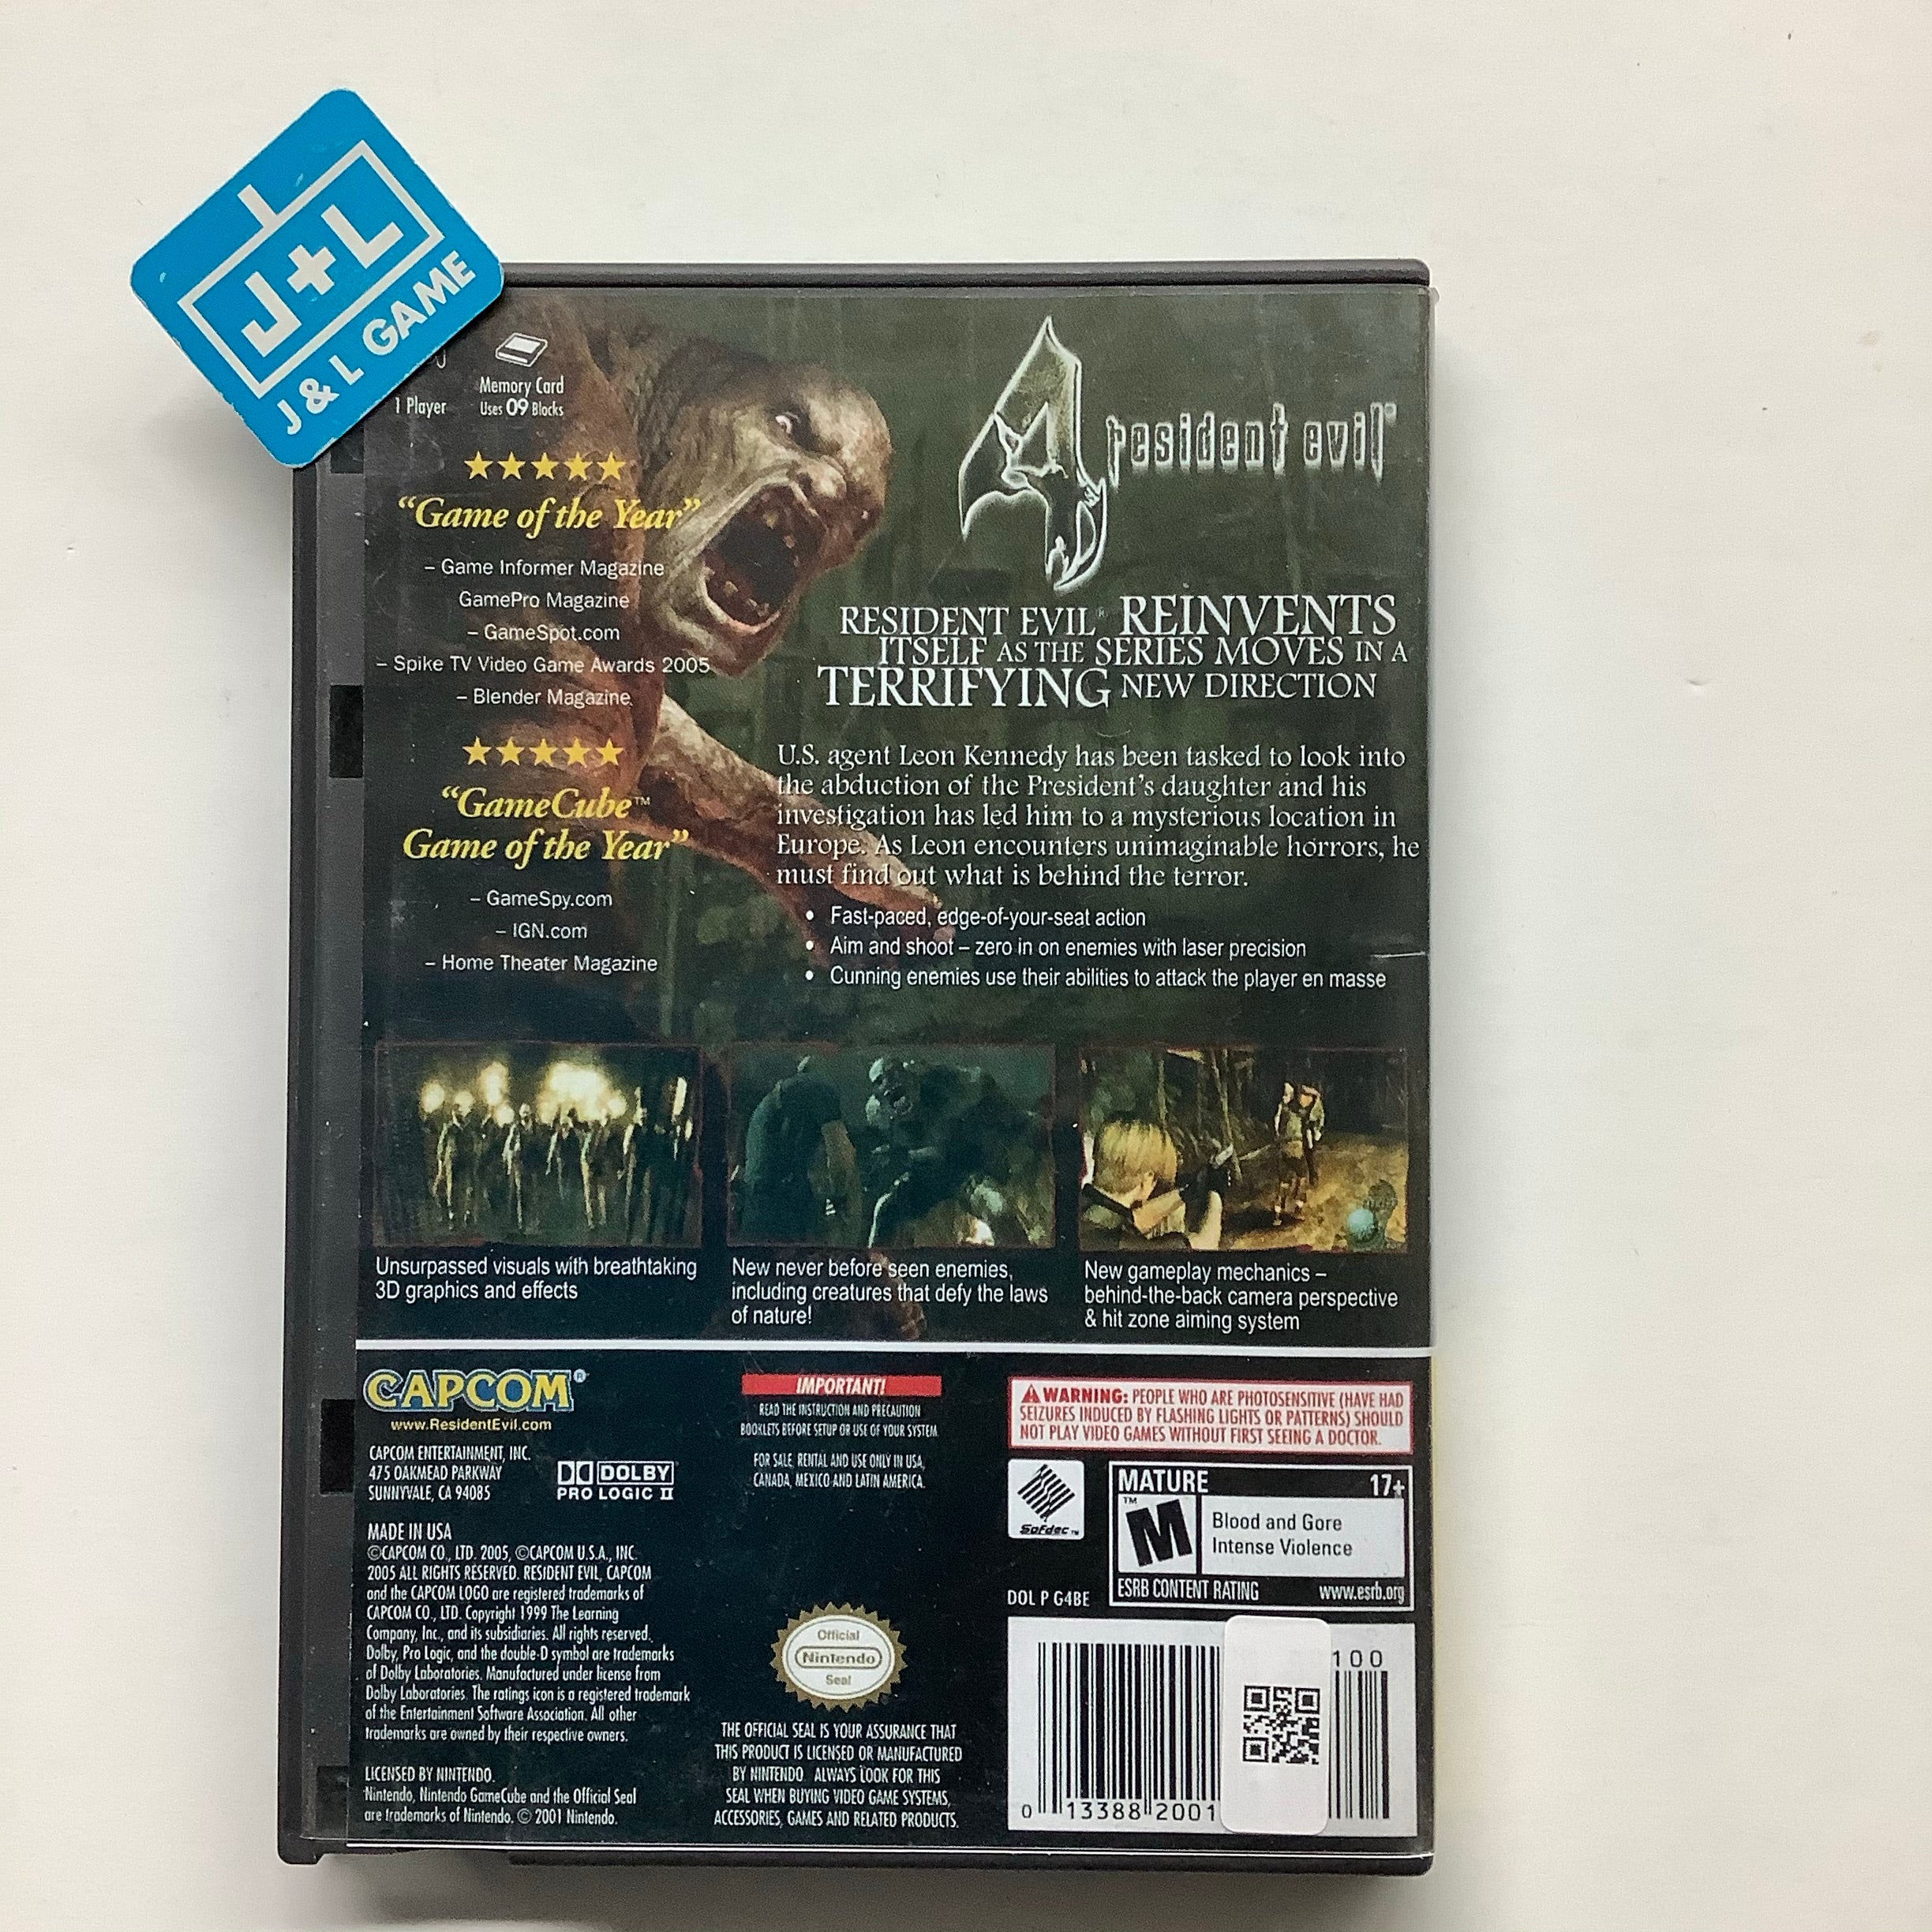 J+L
J & L GAME
1 Player
Memory Card
Uses 09 Blocks
"Game of the Year"
– Game Informer Magazine
GamePro Magazine
– GameSpot.com
– Spike TV Video Game Awards 2005
– Blender Magazine
"GameCube™
Game of the Year"
– GameSpy.com
– IGN.com
– Home Theater Magazine
4 resident evil®
RESIDENT EVIL® REINVENTS
ITSELF AS THE SERIES MOVES IN A
TERRIFYING NEW DIRECTION
U.S. agent Leon Kennedy has been tasked to look into
the abduction of the President's daughter and his
investigation has led him to a mysterious location in
Europe. As Leon encounters unimaginable horrors, he
must find out what is behind the terror.
• Fast-paced, edge-of-your-seat action
• Aim and shoot – zero in on enemies with laser precision
• Cunning enemies use their abilities to attack the player en masse
Unsurpassed visuals with breathtaking
3D graphics and effects
New never before seen enemies,
including creatures that defy the laws
of nature!
New gameplay mechanics –
behind-the-back camera perspective
& hit zone aiming system
CAPCOM®
www.ResidentEvil.com
CAPCOM ENTERTAINMENT, INC.
475 OAKMEAD PARKWAY
SUNNYVALE, CA 94085
DOLBY
PRO LOGIC II
MADE IN USA
©CAPCOM CO., LTD. 2005, ©CAPCOM U.S.A., INC.
2005 ALL RIGHTS RESERVED. RESIDENT EVIL, CAPCOM
and the CAPCOM LOGO are registered trademarks of
CAPCOM CO., LTD. Copyright 1999 The Learning
Company, Inc., and its subsidiaries. All rights reserved.
Dolby, Pro Logic, and the double-D symbol are trademarks
of Dolby Laboratories. Manufactured under license from
Dolby Laboratories. The ratings icon is a registered trademark
of the Entertainment Software Association. All other
trademarks are owned by their respective owners.
LICENSED BY NINTENDO.
Nintendo, Nintendo GameCube and the Official Seal
are trademarks of Nintendo. © 2001 Nintendo.
IMPORTANT!
READ THE INSTRUCTION AND PRECAUTION
BOOKLETS BEFORE SETUP OR USE OF YOUR SYSTEM.
FOR SALE, RENTAL AND USE ONLY IN USA,
CANADA, MEXICO AND LATIN AMERICA.
Official
Nintendo
Seal
THE OFFICIAL SEAL IS YOUR ASSURANCE THAT
THIS PRODUCT IS LICENSED OR MANUFACTURED
BY NINTENDO. ALWAYS LOOK FOR THIS
SEAL WHEN BUYING VIDEO GAME SYSTEMS,
ACCESSORIES, GAMES AND RELATED PRODUCTS.
WARNING: PEOPLE WHO ARE PHOTOSENSITIVE (HAVE HAD
SEIZURES INDUCED BY FLASHING LIGHTS OR PATTERNS) SHOULD
NOT PLAY VIDEO GAMES WITHOUT FIRST SEEING A DOCTOR.
Sofdec™
MATURE 17+
M™
Blood and Gore
Intense Violence
ESRB CONTENT RATING www.esrb.org
DOL P G4BE
100
0 13388 2001